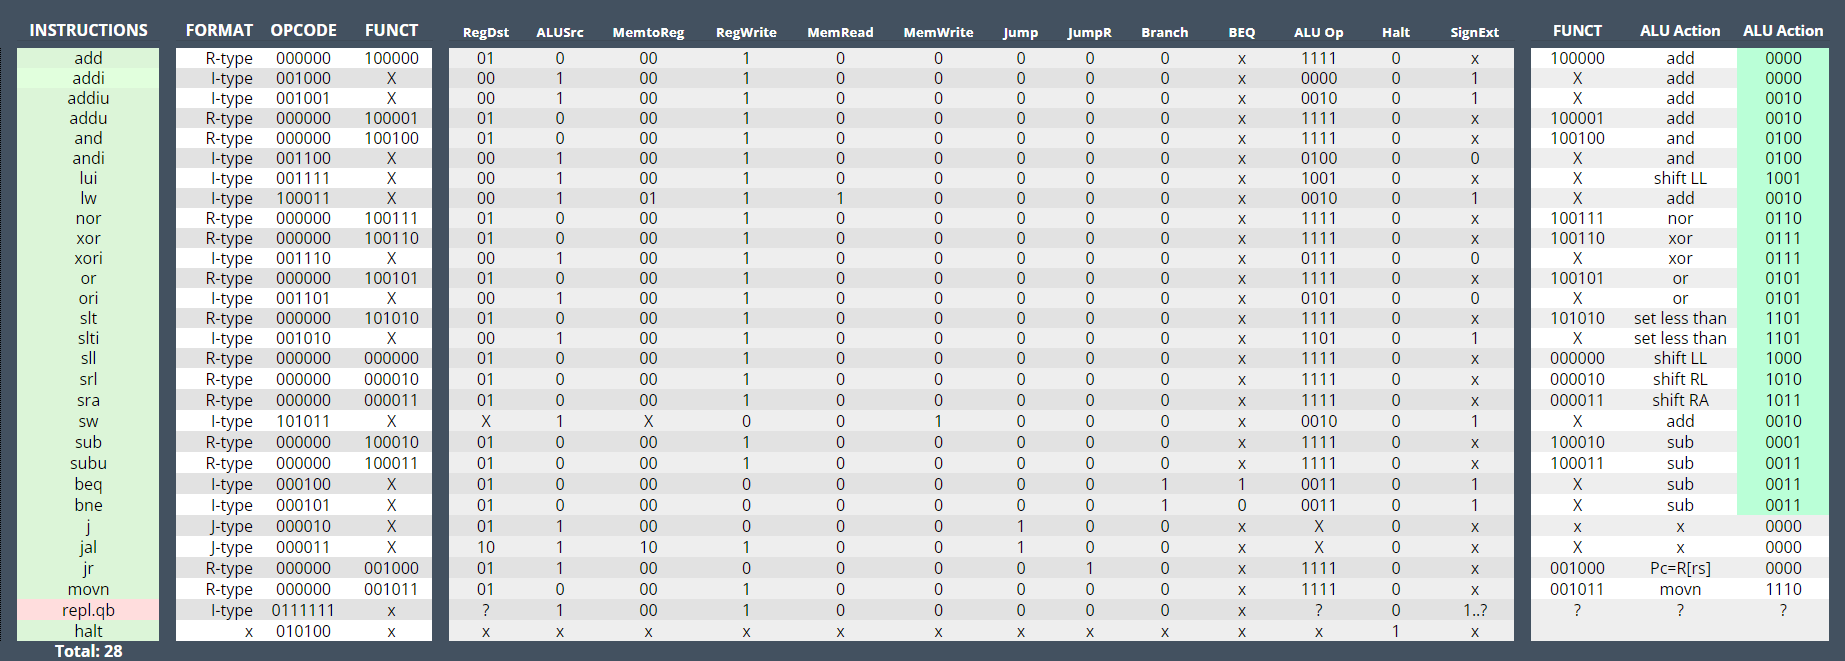 INSTRUCTIONS FORMAT OPCODE FUNCT RegDst ALUSrc MemtoReg RegWrite MemRead MemWrite Jump JumpR Branch BEQ ALU Op Halt SignExt FUNCT ALU Action ALU Action
add R-type 000000 100000 01 0 00 1 0 0 0 0 0 x 1111 0 x 100000 add 0000
addi I-type 001000 X 00 1 00 1 0 0 0 0 0 x 0000 0 1 X add 0000
addiu I-type 001001 X 00 1 00 1 0 0 0 0 0 x 0010 0 1 X add 0010
addu R-type 000000 100001 01 0 00 1 0 0 0 0 0 x 1111 0 x 100001 add 0010
and R-type 000000 100100 01 0 00 1 0 0 0 0 0 x 1111 0 x 100100 and 0100
andi I-type 001100 X 00 1 00 1 0 0 0 0 0 x 0100 0 0 X and 0100
lui I-type 001111 X 00 1 00 1 0 0 0 0 0 x 1001 0 x X shift LL 1001
lw I-type 100011 X 00 1 01 1 1 0 0 0 0 x 0010 0 1 X add 0010
nor R-type 000000 100111 01 0 00 1 0 0 0 0 0 x 1111 0 x 100111 nor 0110
xor R-type 000000 100110 01 0 00 1 0 0 0 0 0 x 1111 0 x 100110 xor 0111
xori I-type 001110 X 00 1 00 1 0 0 0 0 0 x 0111 0 0 X xor 0111
or R-type 000000 100101 01 0 00 1 0 0 0 0 0 x 1111 0 x 100101 or 0101
ori I-type 001101 X 00 1 00 1 0 0 0 0 0 x 0101 0 0 X or 0101
slt R-type 000000 101010 01 0 00 1 0 0 0 0 0 x 1111 0 x 101010 set less than 1101
slti I-type 001010 X 00 1 00 1 0 0 0 0 0 x 1101 0 1 X set less than 1101
sll R-type 000000 000000 01 0 00 1 0 0 0 0 0 x 1111 0 x 000000 shift LL 1000
srl R-type 000000 000010 01 0 00 1 0 0 0 0 0 x 1111 0 x 000010 shift RL 1010
sra R-type 000000 000011 01 0 00 1 0 0 0 0 0 x 1111 0 x 000011 shift RA 1011
sw I-type 101011 X X 1 X 0 0 1 0 0 0 x 0010 0 1 X add 0010
sub R-type 000000 100010 01 0 00 1 0 0 0 0 0 x 1111 0 x 100010 sub 0001
subu R-type 000000 100011 01 0 00 1 0 0 0 0 0 x 1111 0 x 100011 sub 0011
beq I-type 000100 X 01 0 00 0 0 0 0 0 1 1 0011 0 1 X sub 0011
bne I-type 000101 X 01 0 00 0 0 0 0 0 1 0 0011 0 1 X sub 0011
j J-type 000010 X 01 1 00 0 0 0 1 0 0 x X 0 x x x 0000
jal J-type 000011 X 10 1 10 1 0 0 1 0 0 x X 0 x X x 0000
jr R-type 000000 001000 01 1 00 0 0 0 0 1 0 x 1111 0 x 001000 Pc=R[rs] 0000
movn R-type 000000 001011 01 0 00 1 0 0 0 0 0 x 1111 0 x 001011 movn 1110
repl.qb I-type 0111111 x ? 1 00 1 0 0 0 0 0 x ? 0 1..? ? ? ?
halt x 010100 x x x x x x x x x x x x 1 x
Total: 28